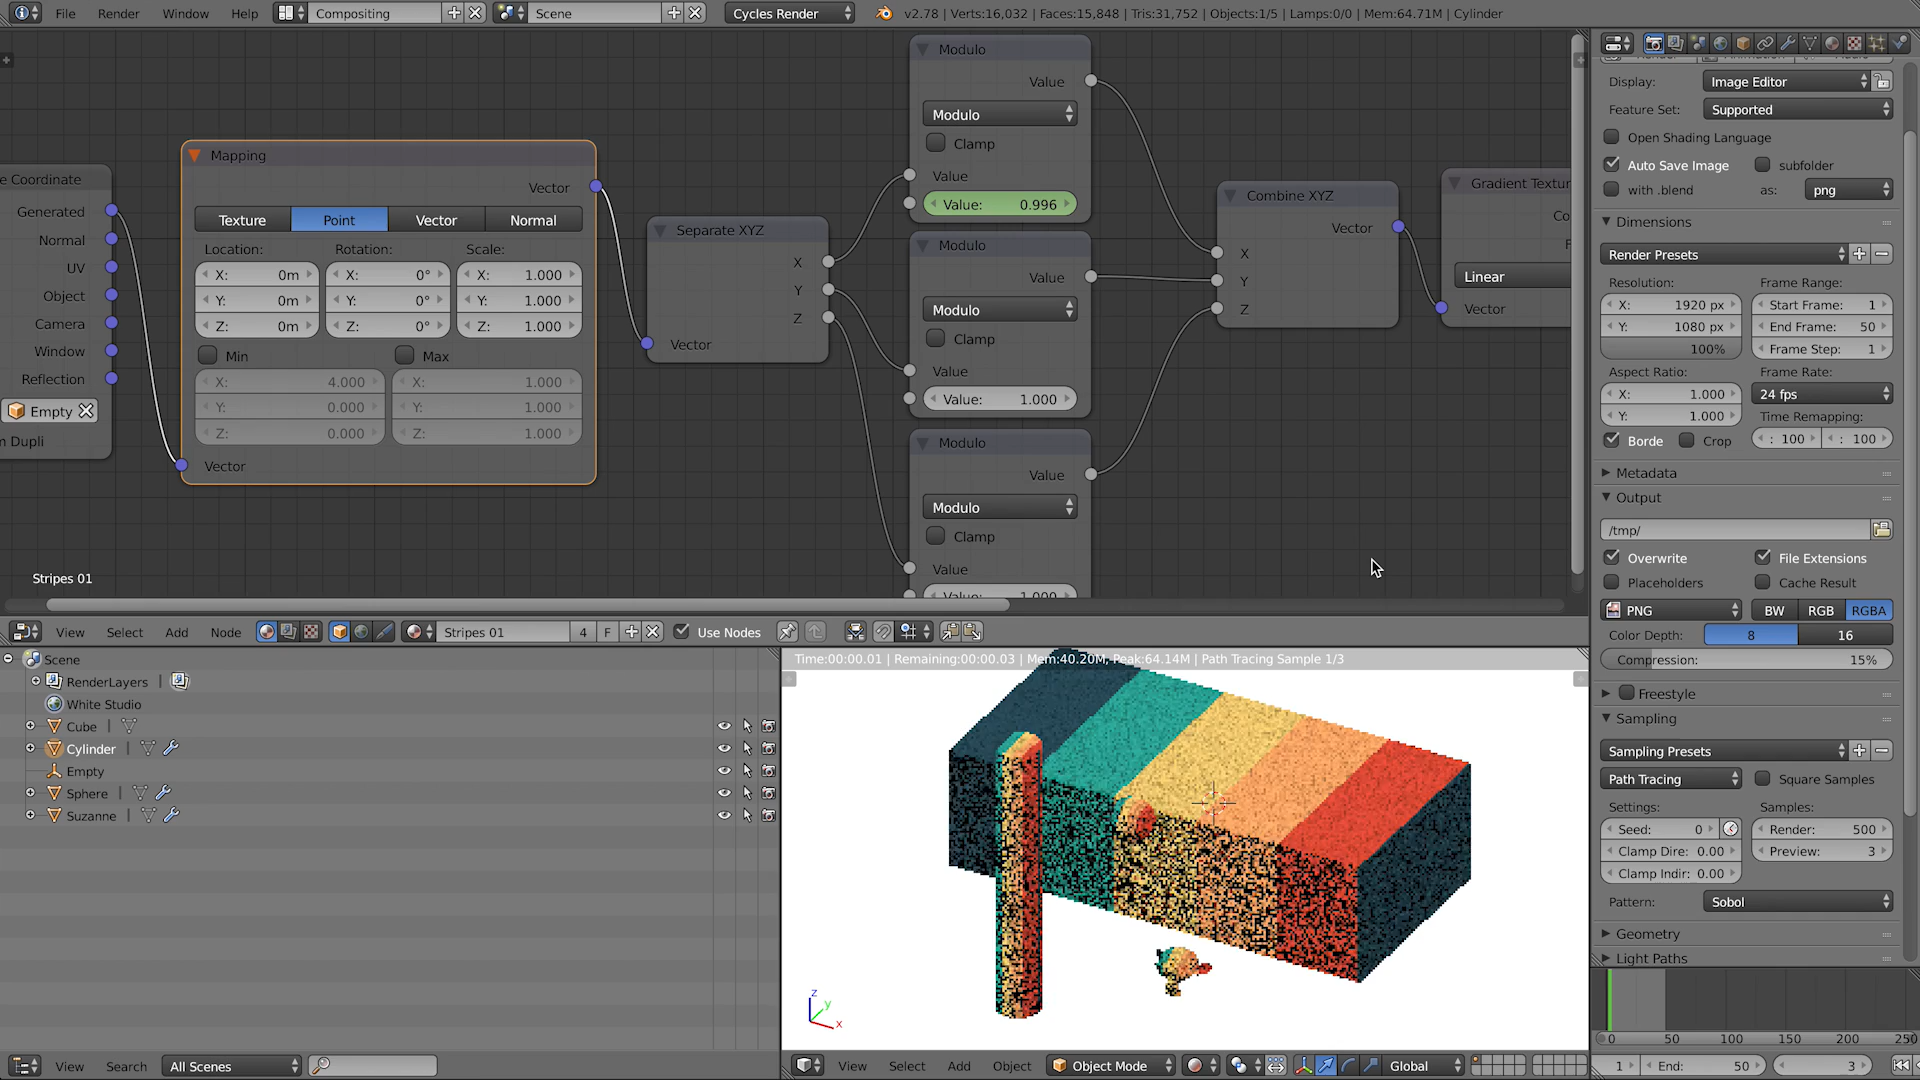 File Render Window Help Compositing Scene Cycles Render v2.78 | Verts:16,032 | Faces:15,848 | Tris:31,752 | Objects:1/5 | Lamps:0/0 | Mem:64.71M | Cylinder
e Coordinate
Generated
Normal
UV
Object
Camera
Window
Reflection
Empty
m Dupli
Mapping
Vector
Texture Point Vector Normal
Location: Rotation: Scale:
X: 0m X: 0° X: 1.000
Y: 0m Y: 0° Y: 1.000
Z: 0m Z: 0° Z: 1.000
Min Max
X: 4.000 X: 1.000
Y: 0.000 Y: 1.000
Z: 0.000 Z: 1.000
Vector
Separate XYZ
X
Y
Z
Vector
Modulo
Value
Modulo
Clamp
Value
Value: 0.996
Modulo
Value
Modulo
Clamp
Value
Value: 1.000
Modulo
Value
Modulo
Clamp
Value
Value: 1.000
Combine XYZ
Vector
X
Y
Z
Gradient Textur
Co
F
Linear
Vector
Stripes 01
View Select Add Node Stripes 01 4 F Use Nodes
Scene
RenderLayers |
White Studio
Cube |
Cylinder |
Empty
Sphere |
Suzanne |
View Search All Scenes
Time:00:00.01 | Remaining:00:00.03 | Mem:40.20M, Peak:64.14M | Path Tracing Sample 1/3
z
y
x
View Select Add Object Object Mode Global
Display: Image Editor
Feature Set: Supported
Open Shading Language
Auto Save Image subfolder
with .blend as: png
Dimensions
Render Presets
Resolution: Frame Range:
X: 1920 px Start Frame: 1
Y: 1080 px End Frame: 50
100% Frame Step: 1
Aspect Ratio: Frame Rate:
X: 1.000 24 fps
Y: 1.000 Time Remapping:
Borde Crop : 100 : 100
Metadata
Output
/tmp/
Overwrite File Extensions
Placeholders Cache Result
PNG BW RGB RGBA
Color Depth: 8 16
Compression: 15%
Freestyle
Sampling
Sampling Presets
Path Tracing Square Samples
Settings: Samples:
Seed: 0 Render: 500
Clamp Dire: 0.00 Preview: 3
Clamp Indir: 0.00
Pattern: Sobol
Geometry
Light Paths
0 50 100 150 200 250
1 End: 50 3